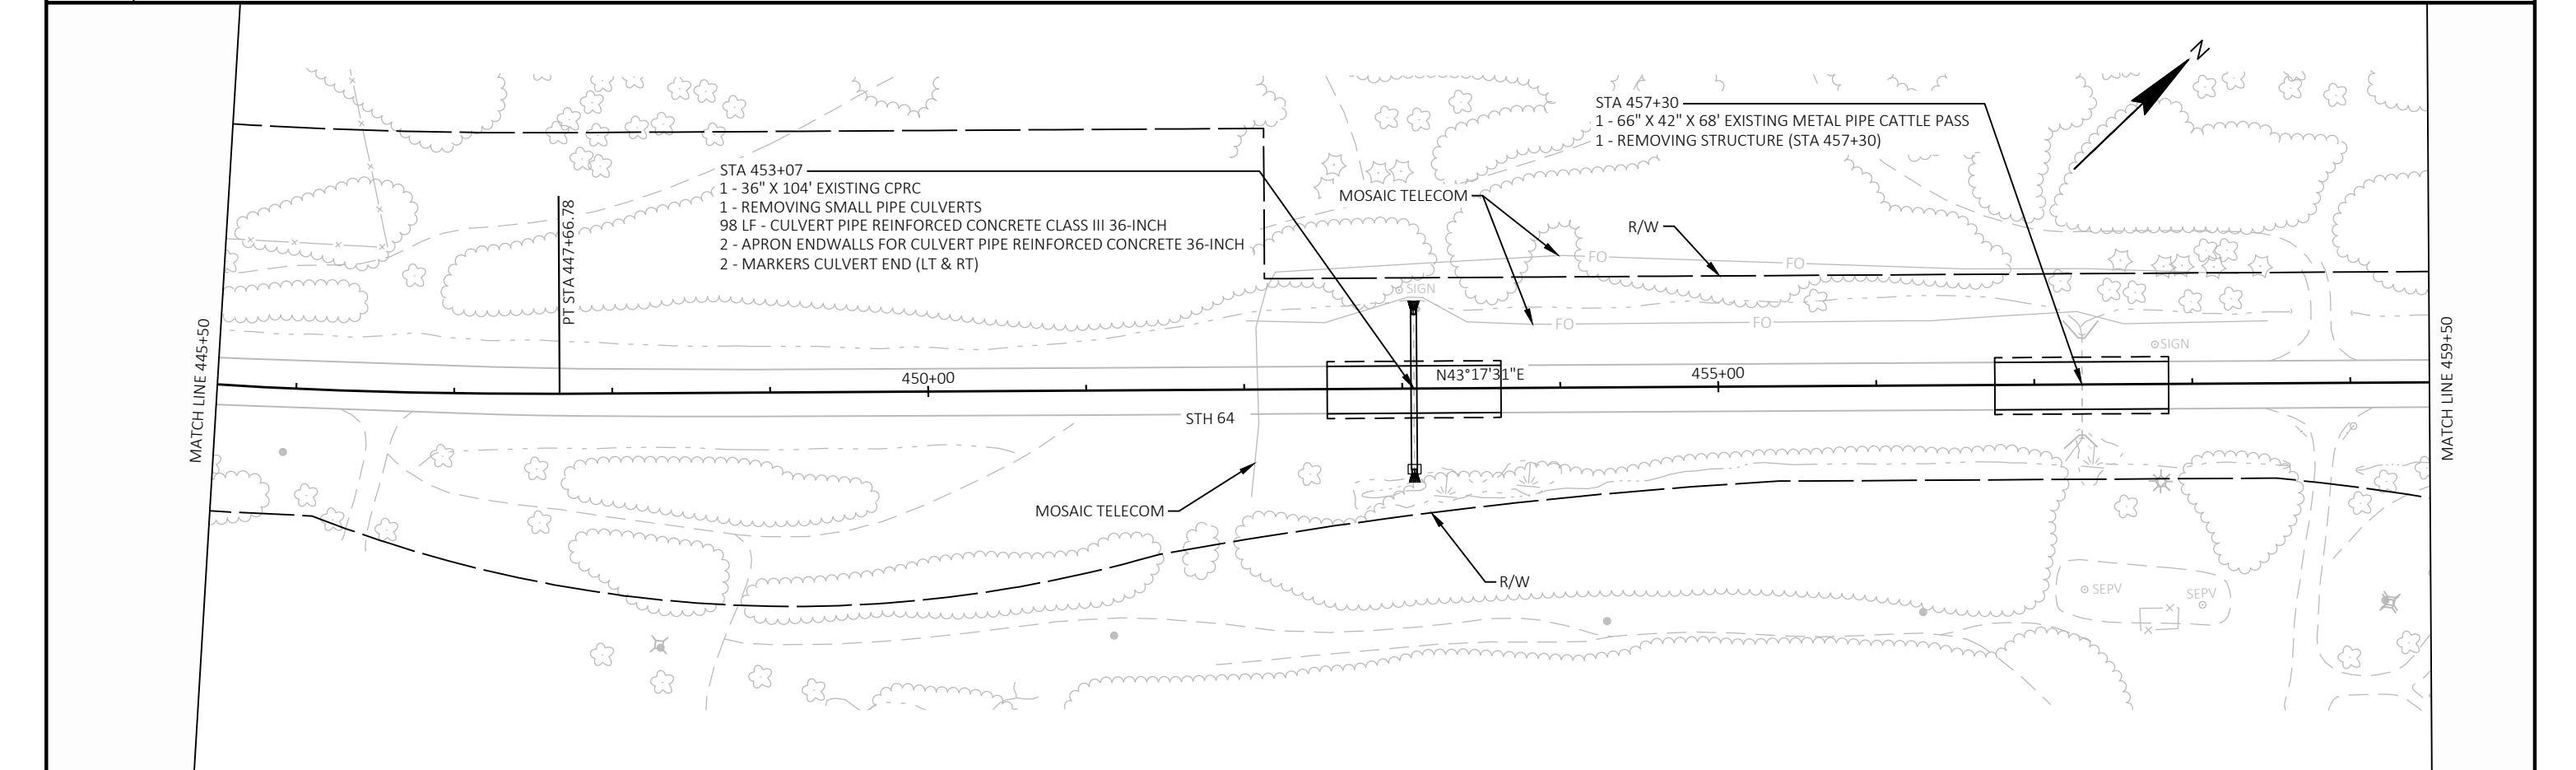 N
STA 457+30
1 - 66" X 42" X 68' EXISTING METAL PIPE CATTLE PASS
1 - REMOVING STRUCTURE (STA 457+30)
STA 453+07
1 - 36" X 104' EXISTING CPRC
1 - REMOVING SMALL PIPE CULVERTS
98 LF - CULVERT PIPE REINFORCED CONCRETE CLASS III 36-INCH
2 - APRON ENDWALLS FOR CULVERT PIPE REINFORCED CONCRETE 36-INCH
2 - MARKERS CULVERT END (LT & RT)
MOSAIC TELECOM
R/W
PT STA 447+66.78
FO
FO
SIGN
FO
FO
SIGN
MATCH LINE 445+50
MATCH LINE 459+50
450+00
N43°17'31"E
455+00
STH 64
MOSAIC TELECOM
R/W
SEPV
SEPV